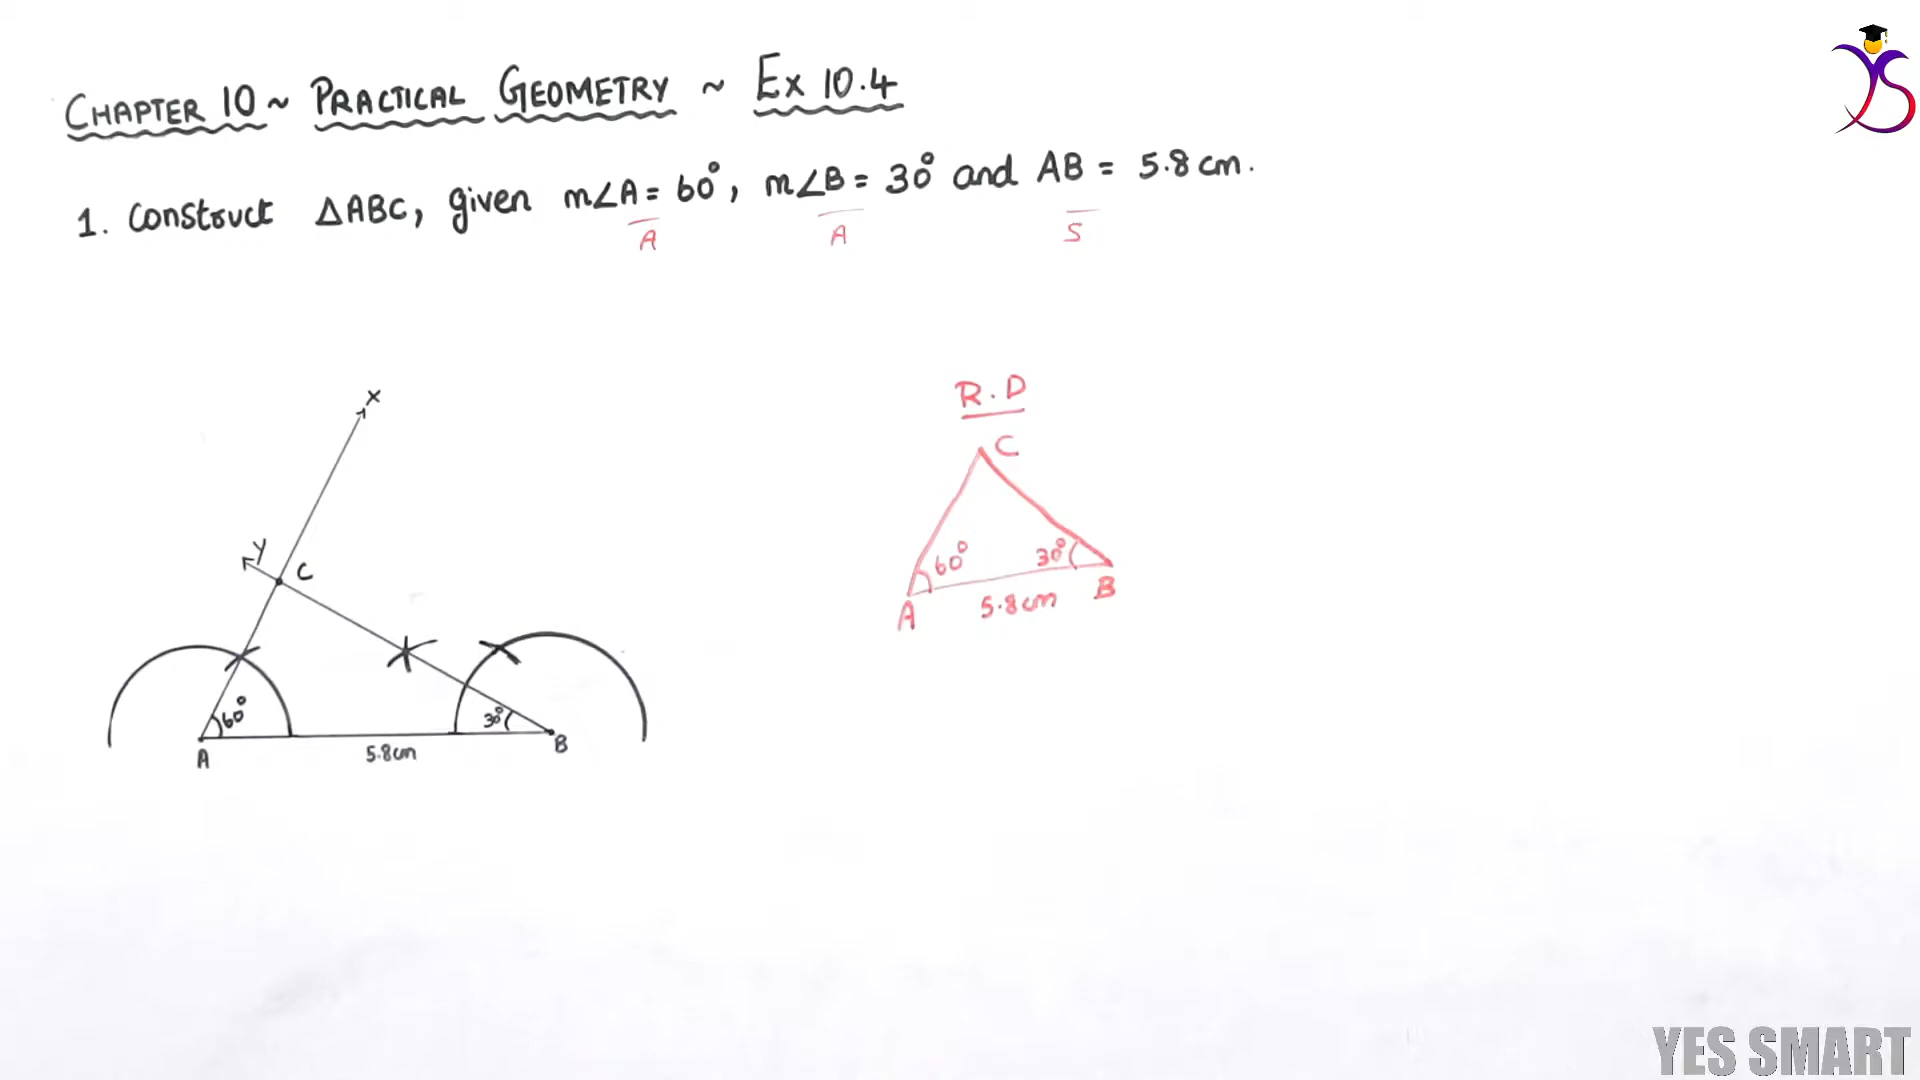 CHAPTER 10 ~ PRACTICAL GEOMETRY ~ Ex 10.4
1. Construct ΔABC, given m∠A = 60°, m∠B = 30° and AB = 5.8 cm.
A A S
R.D
C
60° 30°
A 5.8cm B
X
Y
C
60° 30°
A 5.8cm B
YS
YES SMART